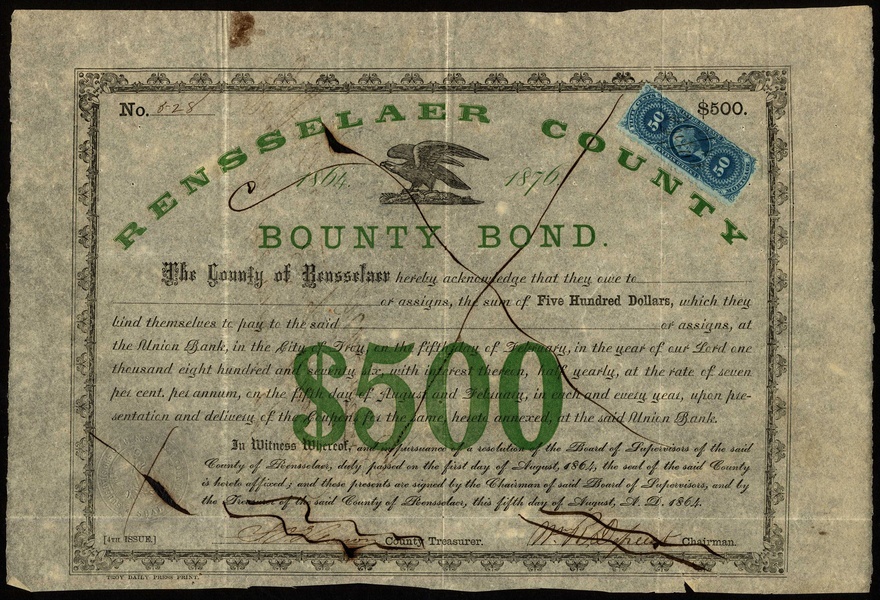 No. 528
$500.
RENSSELAER COUNTY
1864. 1876.
50 50
BOUNTY BOND.
The County of Rensselaer hereby acknowledge that they owe to
or assigns, the sum of Five Hundred Dollars, which they
bind themselves to pay to the said or assigns, at
the Union Bank, in the City of Troy, on the fifth day of February, in the year of our Lord one
thousand eight hundred and seventy six, with interest thereon, half yearly, at the rate of seven
per cent. per annum, on the fifth day of August and February, in each and every year, upon pre-
sentation and delivery of the Coupons for the same, hereto annexed, at the said Union Bank.
$500
In Witness Whereof, and in pursuance of a resolution of the Board of Supervisors of the said
County of Rensselaer, duly passed on the first day of August, 1864, the seal of the said County
is hereto affixed; and these presents are signed by the Chairman of said Board of Supervisors, and by
the Treasurer of the said County of Rensselaer, this fifth day of August, A. D. 1864.
[4TH ISSUE.] County Treasurer. Chairman.
TROY DAILY PRESS PRINT.